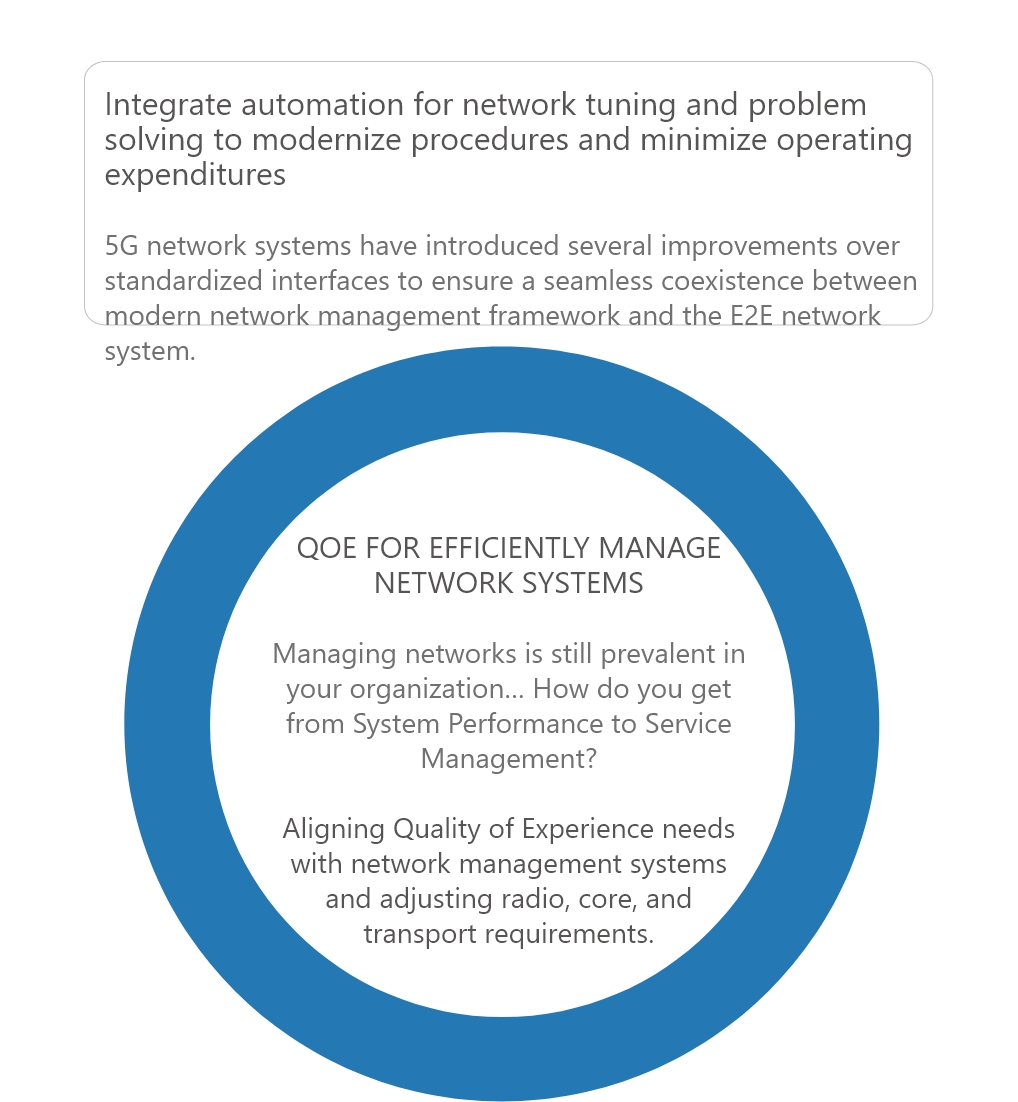 Integrate automation for network tuning and problem
solving to modernize procedures and minimize operating
expenditures
5G network systems have introduced several improvements over
standardized interfaces to ensure a seamless coexistence between
modern network management framework and the E2E network
system.
QOE FOR EFFICIENTLY MANAGE
NETWORK SYSTEMS
Managing networks is still prevalent in
your organization... How do you get
from System Performance to Service
Management?
Aligning Quality of Experience needs
with network management systems
and adjusting radio, core, and
transport requirements.